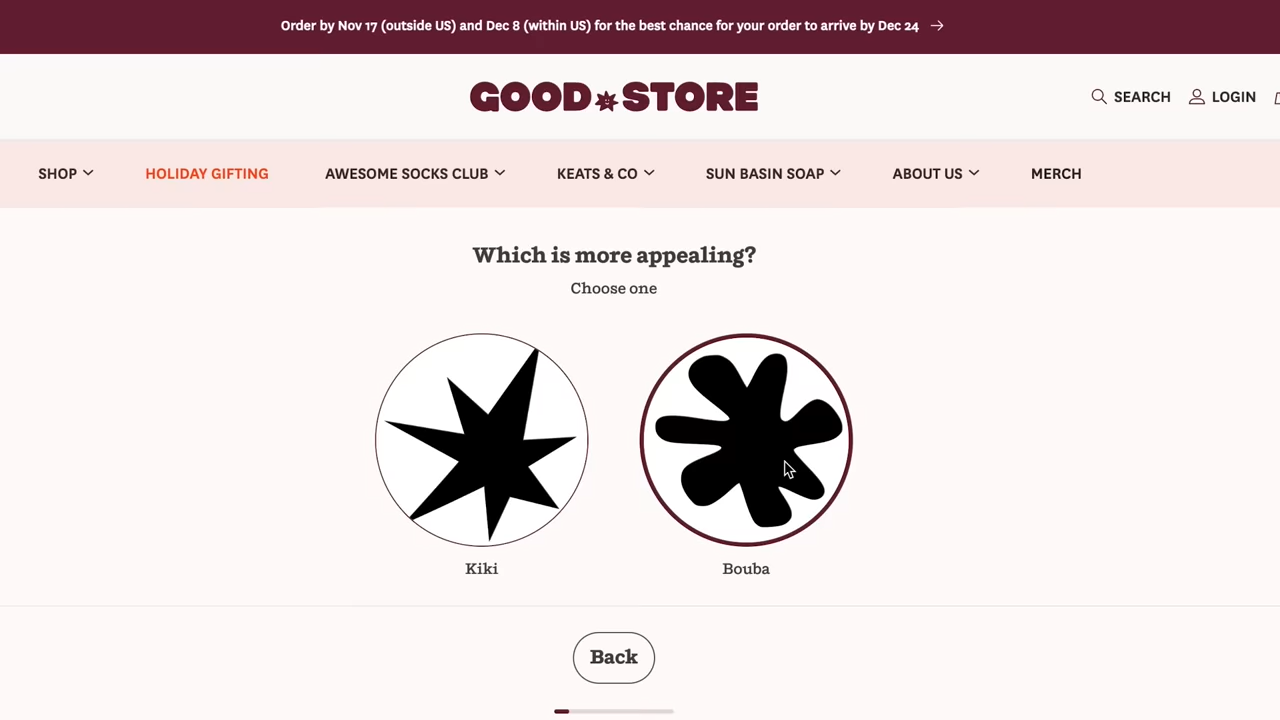 Order by Nov 17 (outside US) and Dec 8 (within US) for the best chance for your order to arrive by Dec 24
GOOD STORE
SEARCH
LOGIN
SHOP
HOLIDAY GIFTING
AWESOME SOCKS CLUB
KEATS & CO
SUN BASIN SOAP
ABOUT US
MERCH
Which is more appealing?
Choose one
Kiki
Bouba
Back